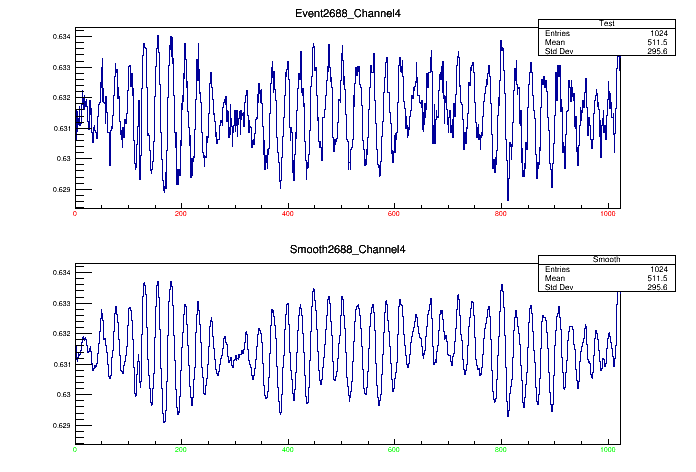 Event2688_Channel4
Test
Entries 1024
Mean 511.5
Std Dev 295.6
0.634
0.633
0.632
0.631
0.63
0.629
0 200 400 600 800 1000
Smooth2688_Channel4
Smooth
Entries 1024
Mean 511.5
Std Dev 295.6
0.634
0.633
0.632
0.631
0.63
0.629
0 200 400 600 800 1000